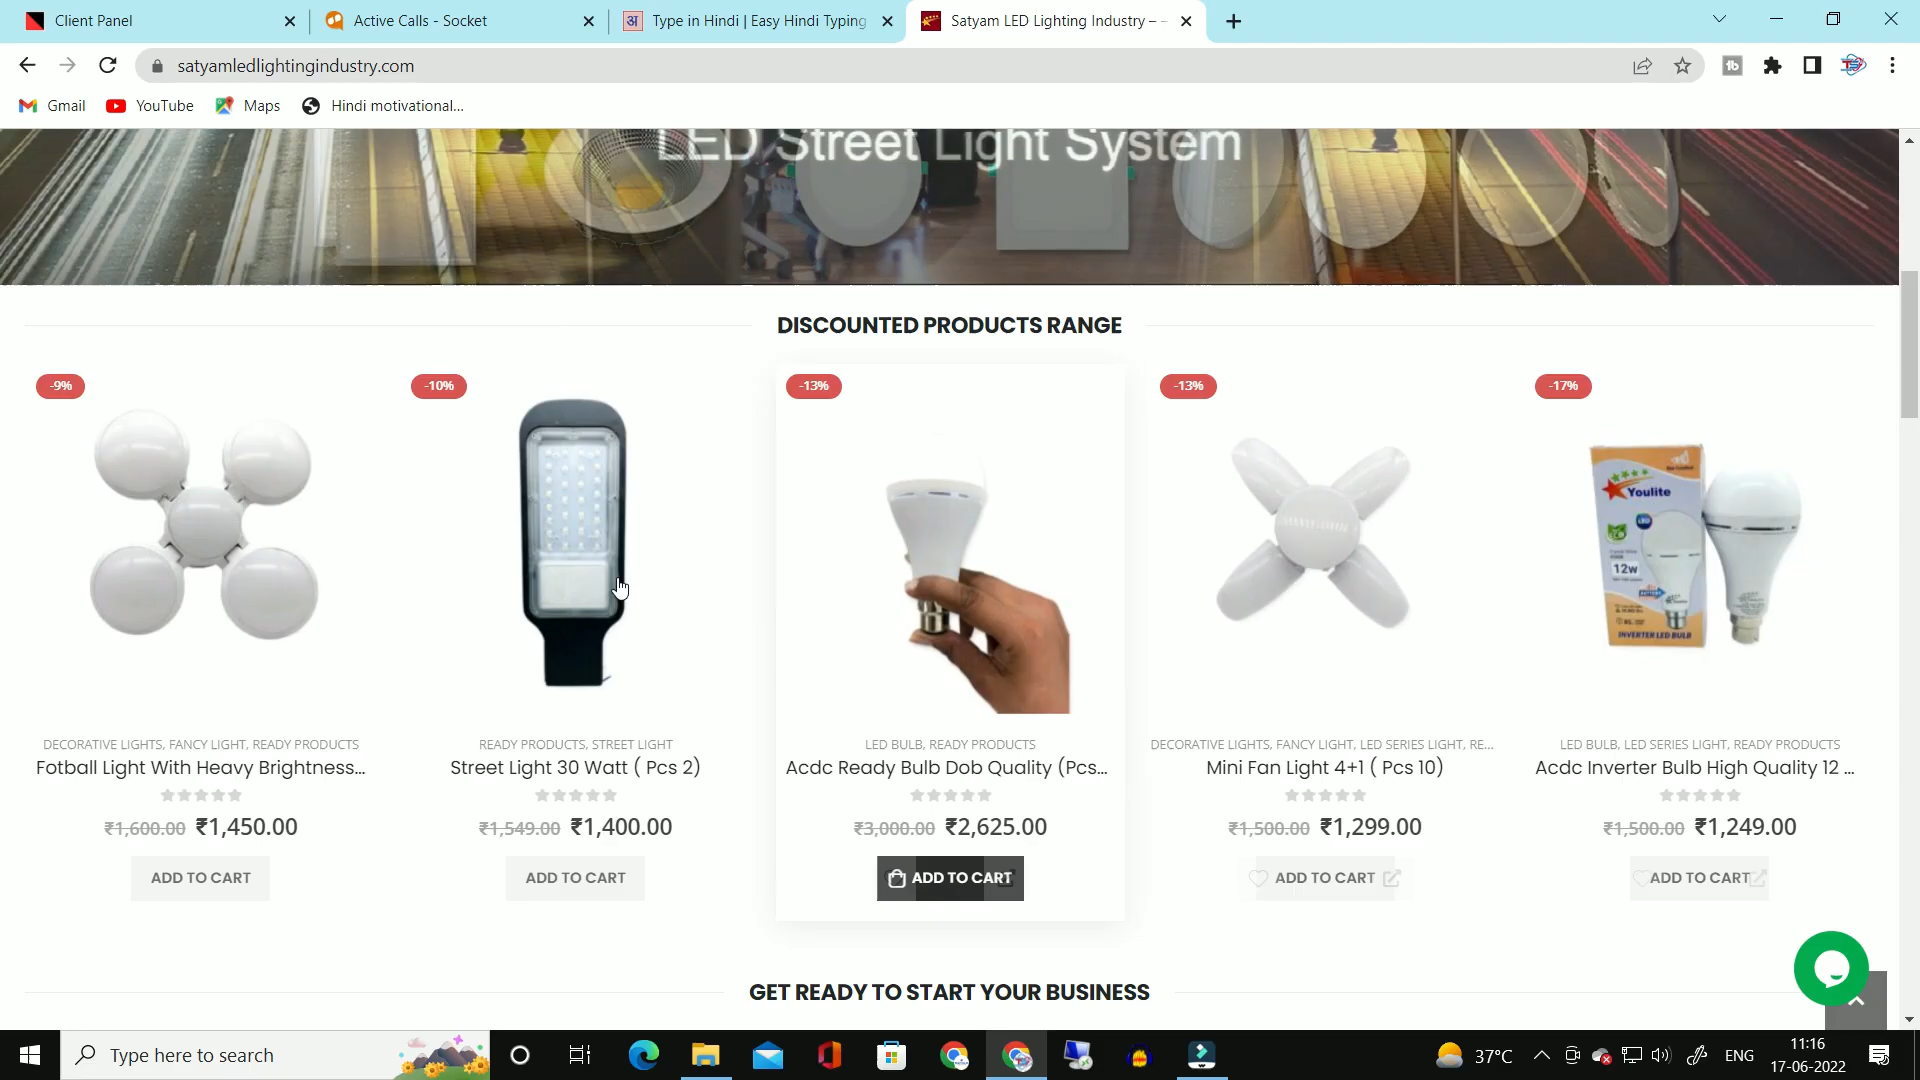 Client Panel
Active Calls - Socket
Type in Hindi | Easy Hindi Typing
Satyam LED Lighting Industry – –
satyamledlightingindustry.com
Gmail
YouTube
Maps
Hindi motivational...
LED Street Light System
DISCOUNTED PRODUCTS RANGE
-9%
-10%
-13%
-13%
-17%
Youlite
12w
INVERTER LED BULB
DECORATIVE LIGHTS, FANCY LIGHT, READY PRODUCTS
Fotball Light With Heavy Brightness...
₹1,600.00 ₹1,450.00
ADD TO CART
READY PRODUCTS, STREET LIGHT
Street Light 30 Watt ( Pcs 2)
₹1,549.00 ₹1,400.00
ADD TO CART
LED BULB, READY PRODUCTS
Acdc Ready Bulb Dob Quality (Pcs...
₹3,000.00 ₹2,625.00
ADD TO CART
DECORATIVE LIGHTS, FANCY LIGHT, LED SERIES LIGHT, RE...
Mini Fan Light 4+1 ( Pcs 10)
₹1,500.00 ₹1,299.00
ADD TO CART
LED BULB, LED SERIES LIGHT, READY PRODUCTS
Acdc Inverter Bulb High Quality 12 ...
₹1,500.00 ₹1,249.00
ADD TO CART
GET READY TO START YOUR BUSINESS
Type here to search
37°C
ENG
11:16
17-06-2022